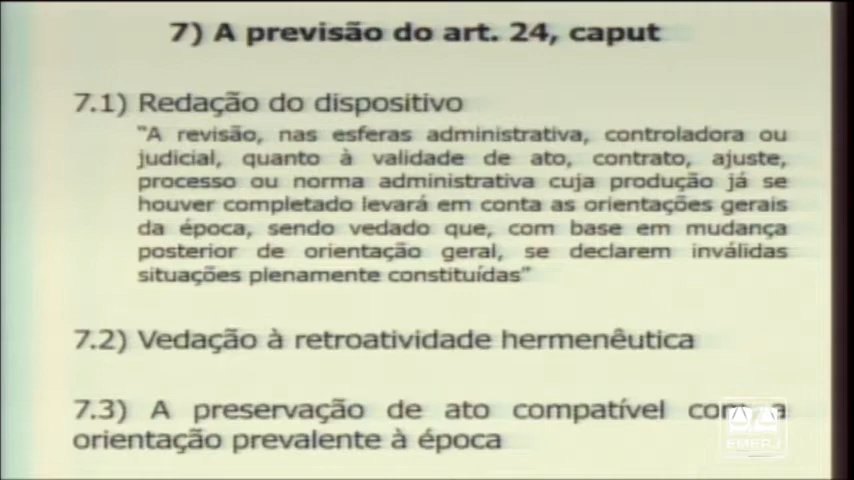 7) A previsão do art. 24, caput
7.1) Redação do dispositivo
"A revisão, nas esferas administrativa, controladora ou
judicial, quanto à validade de ato, contrato, ajuste,
processo ou norma administrativa cuja produção já se
houver completado levará em conta as orientações gerais
da época, sendo vedado que, com base em mudança
posterior de orientação geral, se declarem inválidas
situações plenamente constituídas"
7.2) Vedação à retroatividade hermenêutica
7.3) A preservação de ato compatível com a
orientação prevalente à época
EMERJ